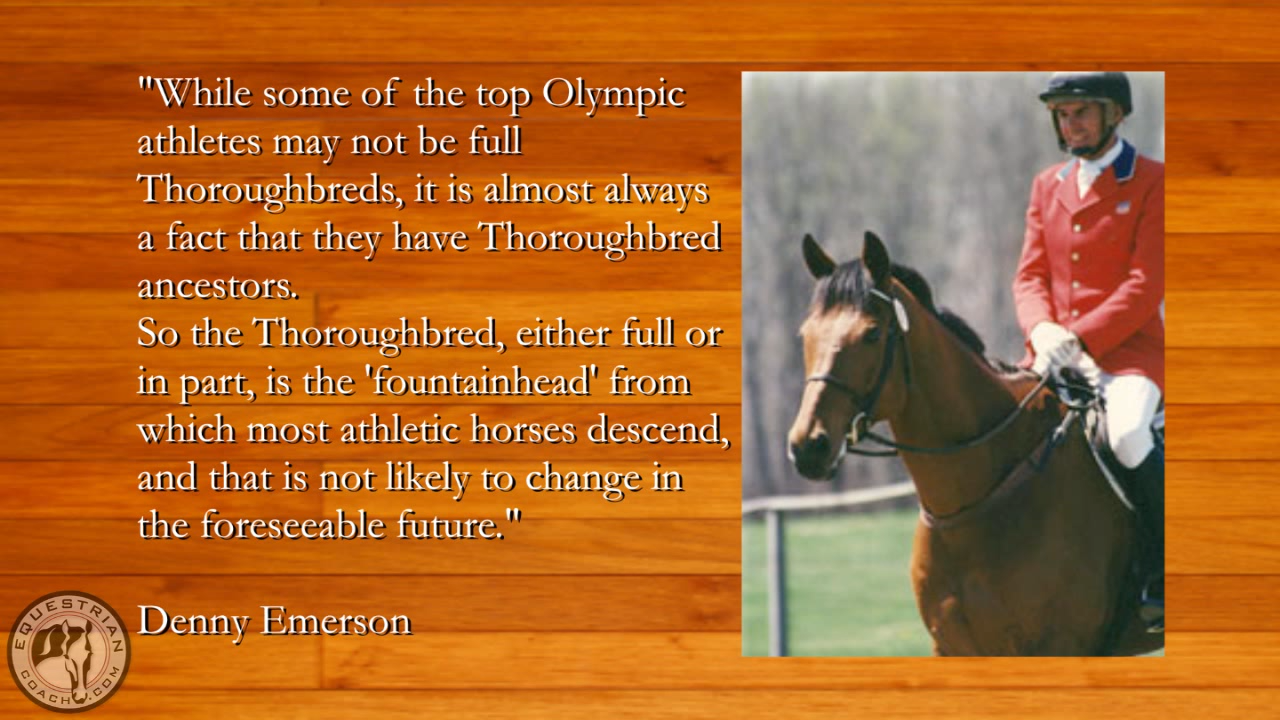 "While some of the top Olympic
athletes may not be full
Thoroughbreds, it is almost always
a fact that they have Thoroughbred
ancestors.
So the Thoroughbred, either full or
in part, is the 'fountainhead' from
which most athletic horses descend,
and that is not likely to change in
the foreseeable future."
Denny Emerson
EQUESTRIAN
COACH.COM